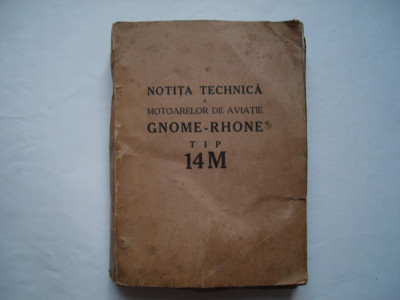 NOTIȚA TECHNICĂ
A
MOTOARELOR DE AVIAȚIE
GNOME-RHONE
TIP
14M